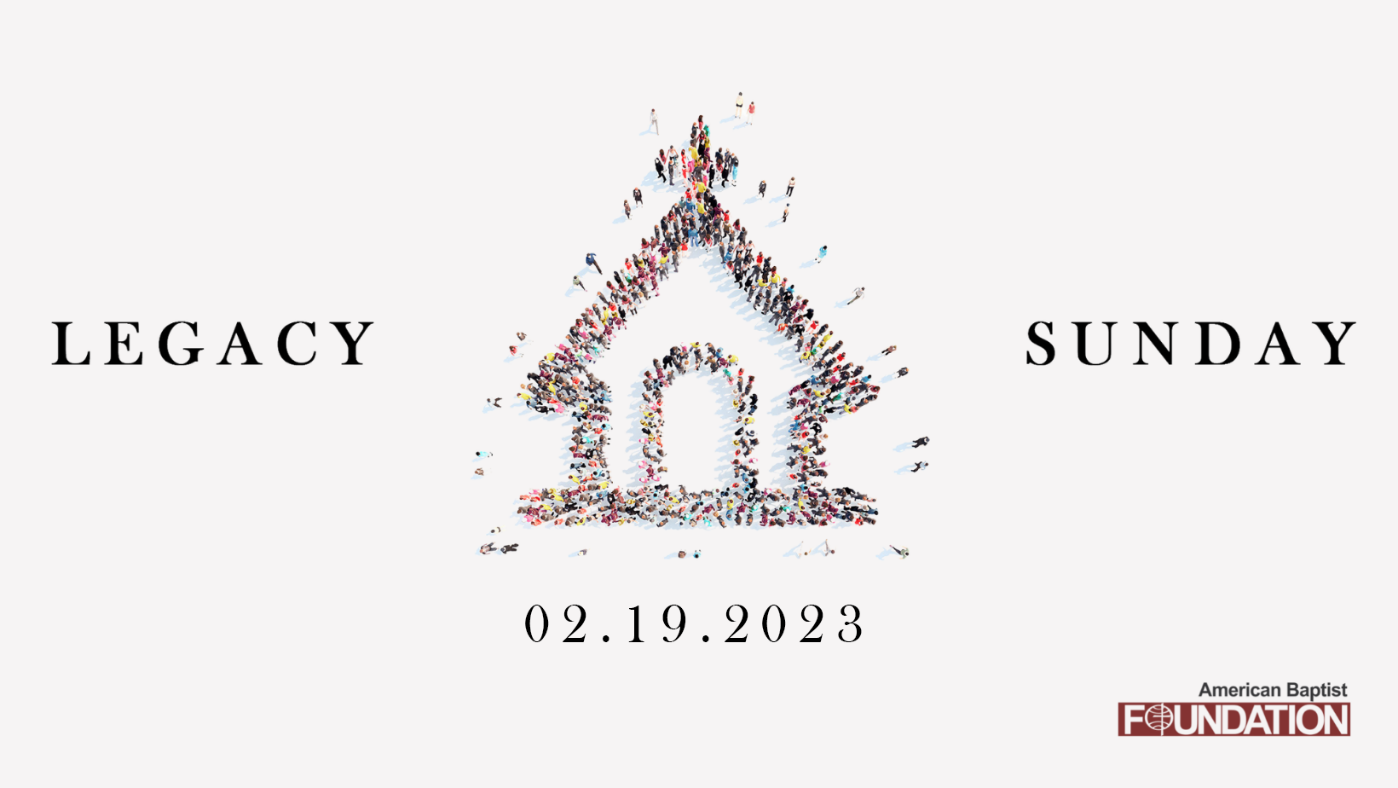 LEGACY
SUNDAY
02.19.2023
American Baptist
FOUNDATION